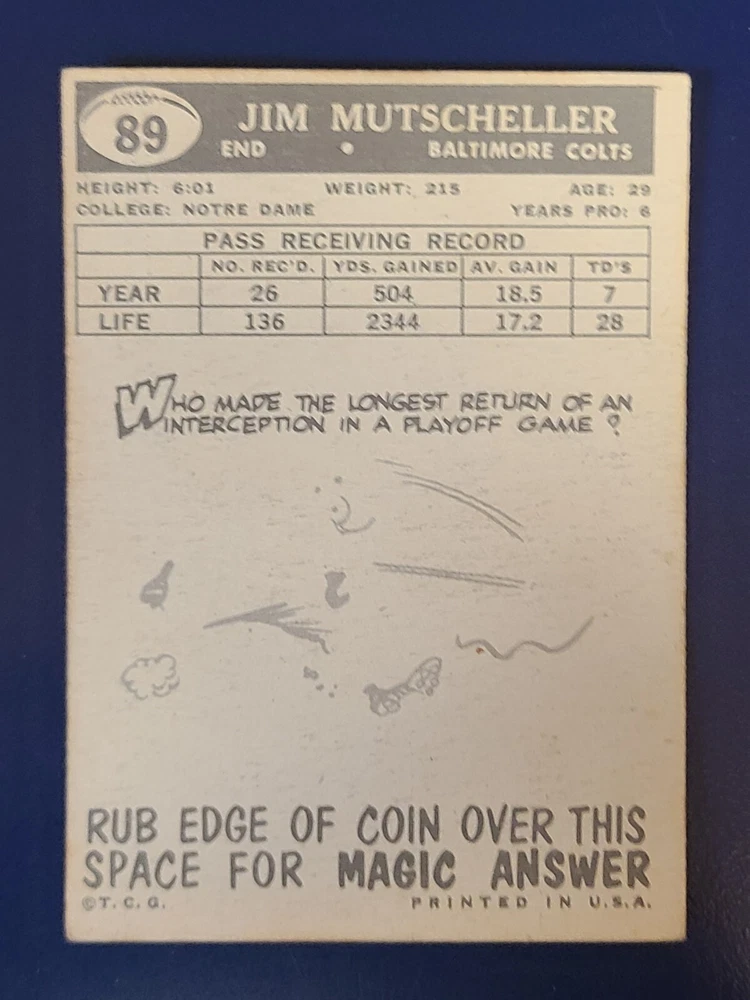 89
JIM MUTSCHELLER
END • BALTIMORE COLTS
HEIGHT: 6:01 WEIGHT: 215 AGE: 29
COLLEGE: NOTRE DAME YEARS PRO: 6
PASS RECEIVING RECORD
NO. REC'D. YDS. GAINED AV. GAIN TD'S
YEAR 26 504 18.5 7
LIFE 136 2344 17.2 28
WHO MADE THE LONGEST RETURN OF AN
INTERCEPTION IN A PLAYOFF GAME ?
RUB EDGE OF COIN OVER THIS
SPACE FOR MAGIC ANSWER
©T. C. G. PRINTED IN U.S.A.